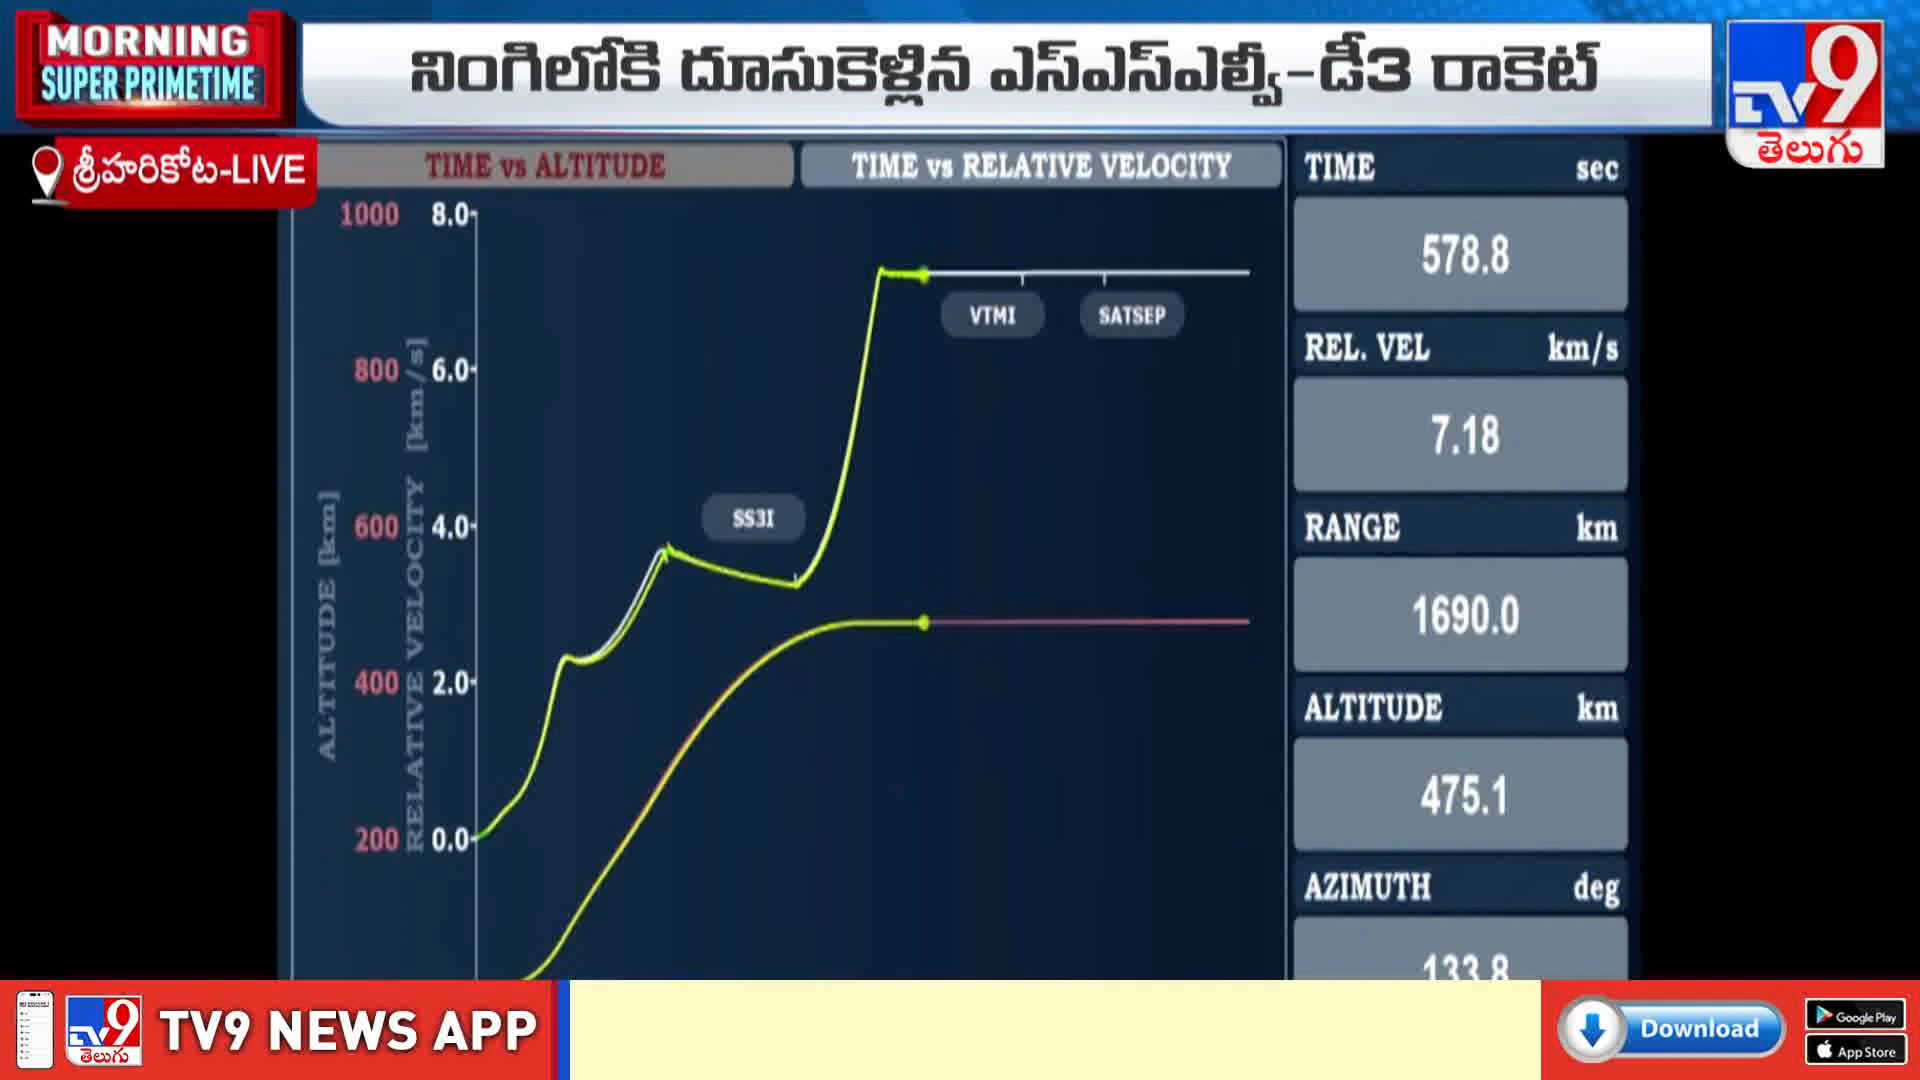 MORNING
SUPER PRIMETIME
నింగిలోకి దూసుకెళ్లిన ఎస్ఎస్ఎల్వీ-డీ3 రాకెట్
TV9
తెలుగు
శ్రీహరికోట-LIVE
TIME vs ALTITUDE
TIME vs RELATIVE VELOCITY
1000 8.0
800 6.0
600 4.0
400 2.0
200 0.0
ALTITUDE [km]
RELATIVE VELOCITY [km/s]
SS3I
VTMI
SATSEP
TIME sec
578.8
REL. VEL km/s
7.18
RANGE km
1690.0
ALTITUDE km
475.1
AZIMUTH deg
133.8
TV9
తెలుగు
TV9 NEWS APP
Download
Google Play
App Store